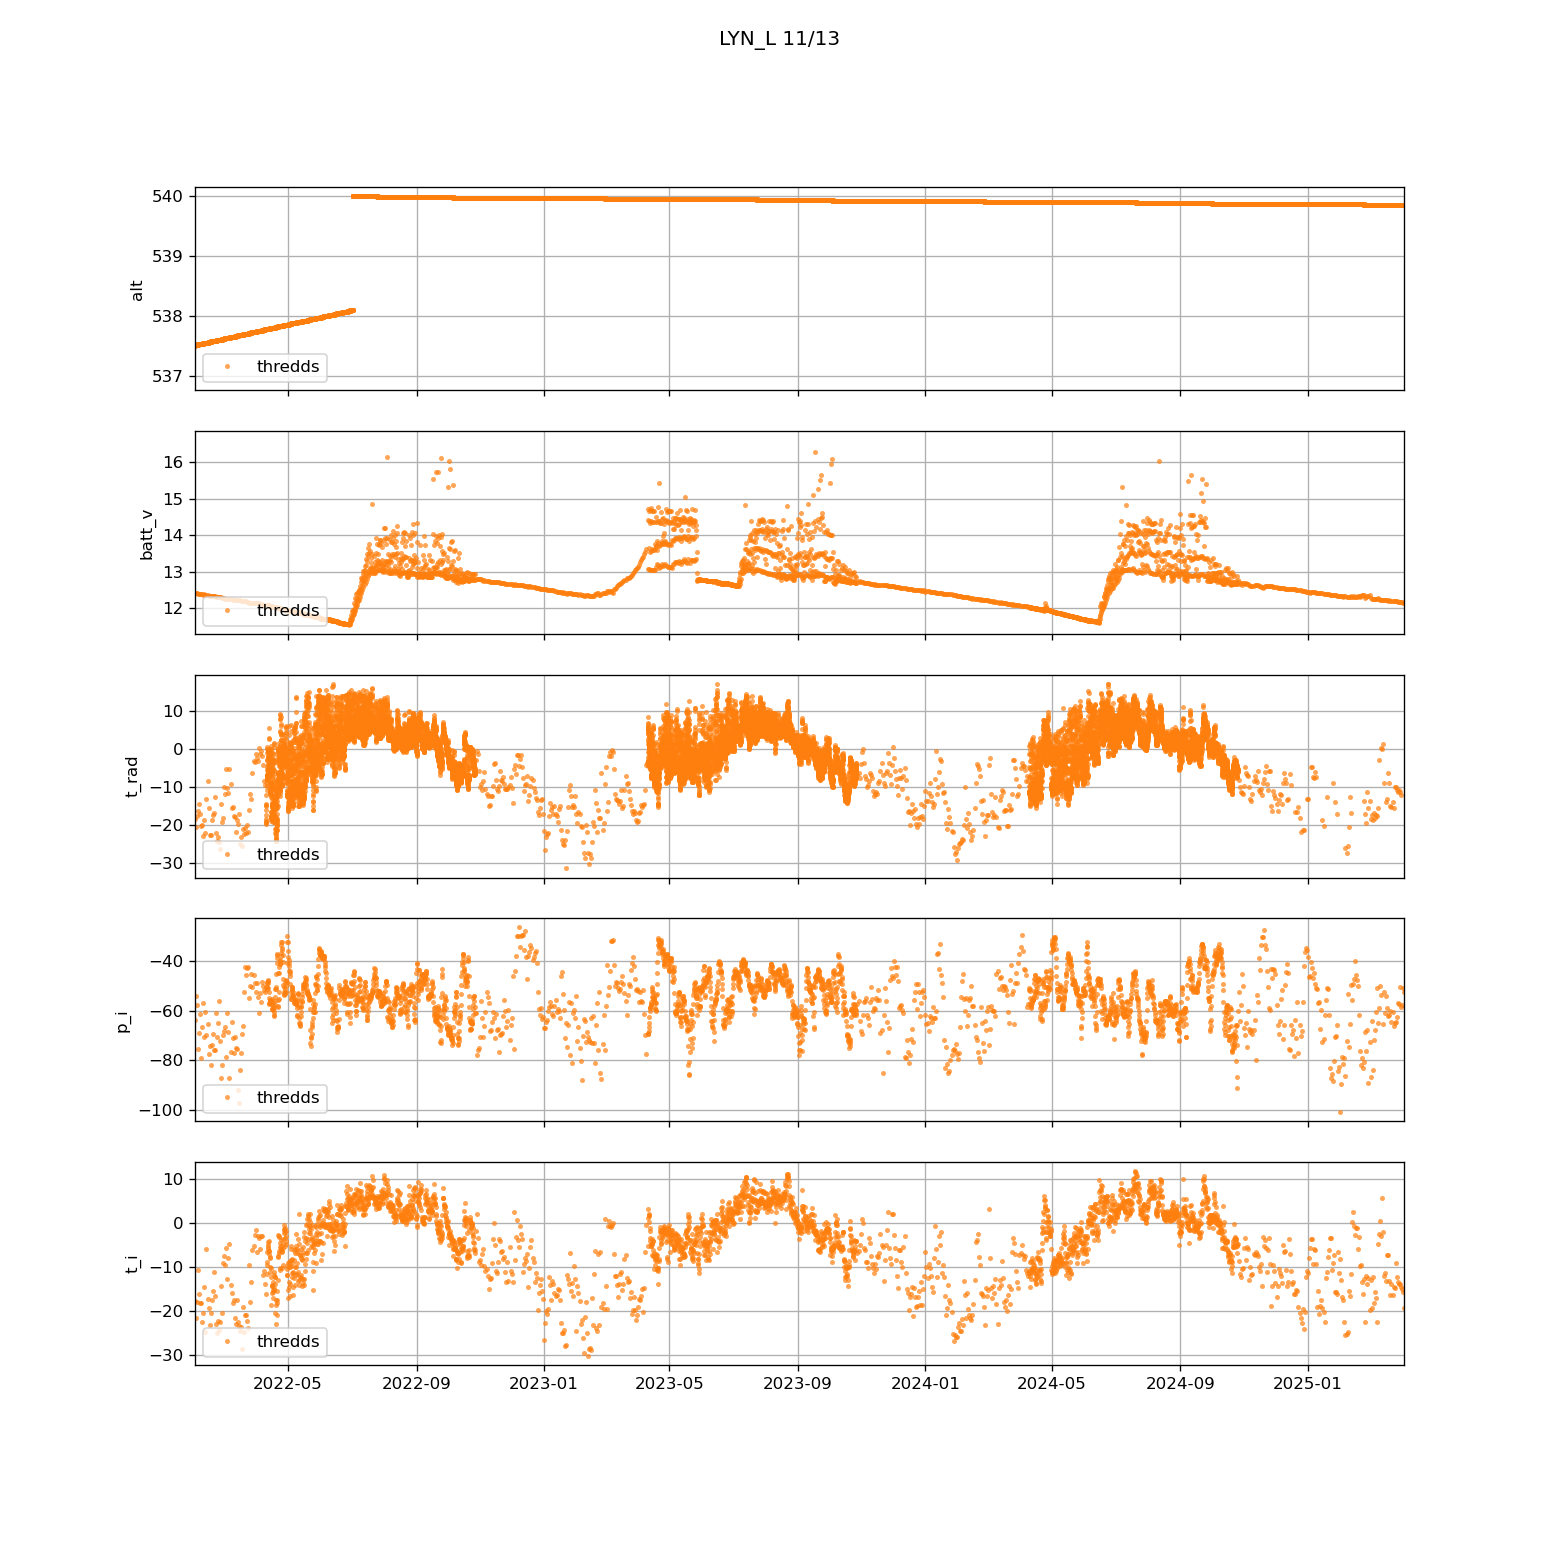 LYN_L 11/13
540
539
538
537
alt
thredds
16
15
14
13
12
batt_v
thredds
10
0
−10
−20
−30
t_rad
thredds
−40
−60
−80
−100
p_i
thredds
10
0
−10
−20
−30
t_i
thredds
2022-05 2022-09 2023-01 2023-05 2023-09 2024-01 2024-05 2024-09 2025-01